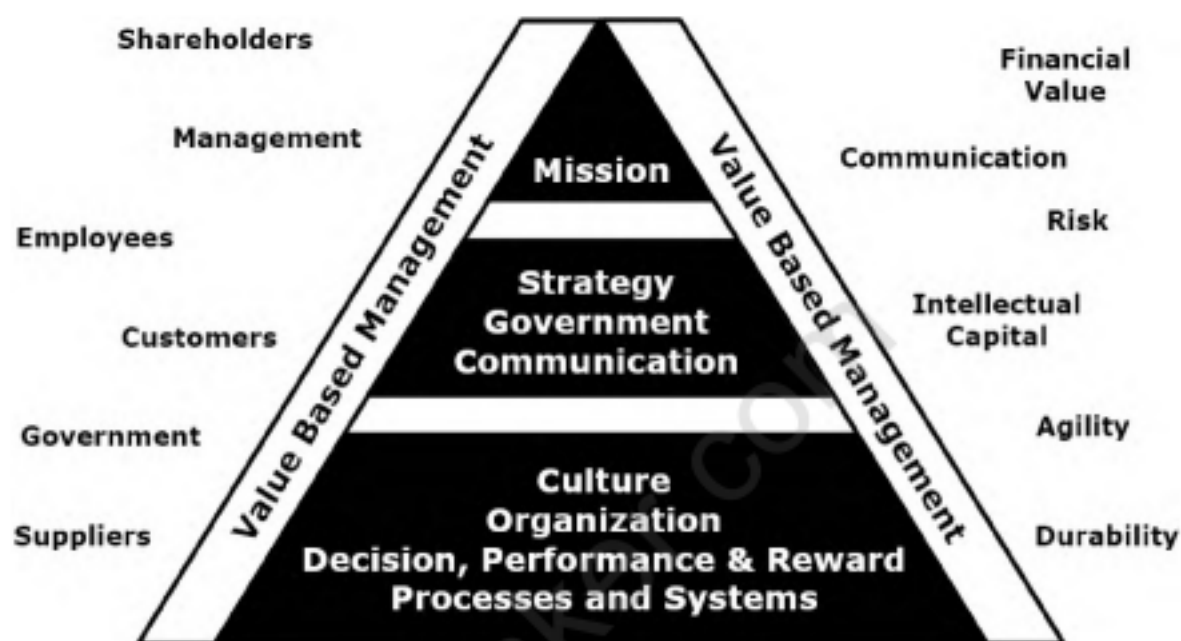 Shareholders
Management
Employees
Customers
Government
Suppliers
Value Based Management
Mission
Strategy
Government
Communication
Culture
Organization
Decision, Performance & Reward
Processes and Systems
Value Based Management
Financial
Value
Communication
Risk
Intellectual
Capital
Agility
Durability